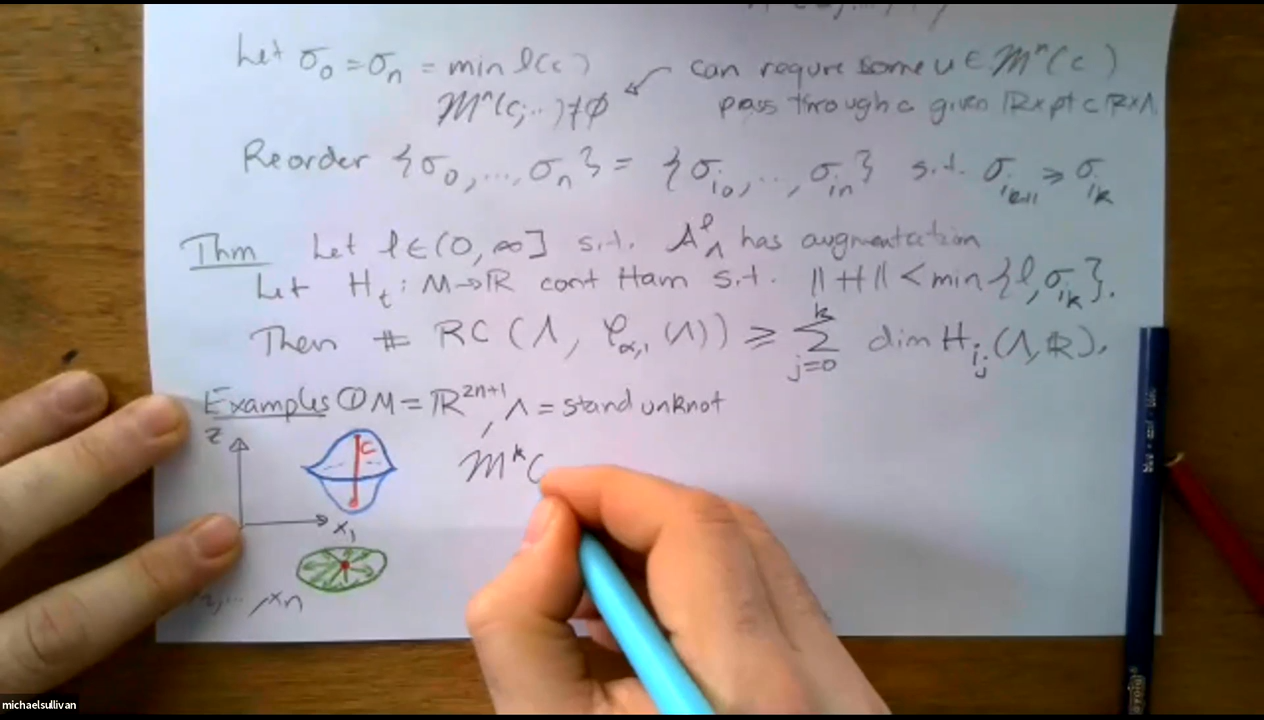 Let σ₀ = σₙ = min l(c) can requre some u ∈ 𝓜ⁿ(c)
𝓜ⁿ(c;··) ≠ ∅ pass through a given ℝ×pt ⊂ ℝ×Λ
Reorder {σ₀,...,σₙ} = {σ_{i₀},..,σ_{iₙ}} s.t. σ_{i_{k+1}} ≥ σ_{i_k}
Thm Let l ∈ (0,∞] s.t. A^l_Λ has augmentation
Let H_t : M→ℝ cont Ham s.t. ||H|| < min{l,σ_{i_k}}.
Then # RC(Λ, φ_{α,1}(Λ)) ≥ Σ_{j=0}^{k} dim H_{i_j}(Λ,ℝ).
Examples ① M = ℝ^{2n+1}, Λ = stand unknot
z c 𝓜ᵏ(
x₁
,...,xₙ
michaelsullivan